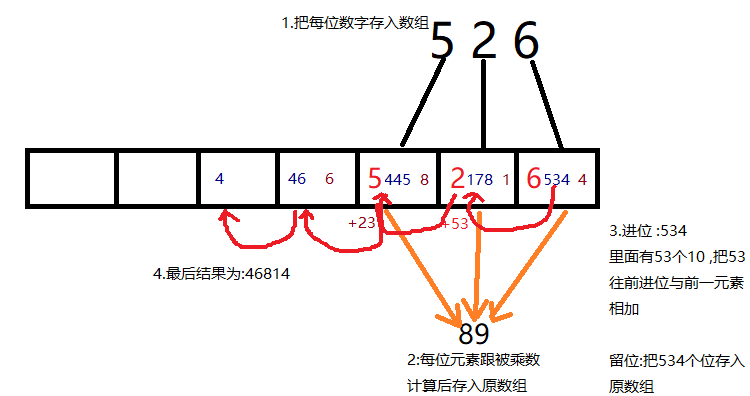 1.把每位数字存入数组
5 2 6
4 46 6 5 445 8 2 178 1 6 534 4
+23 +53
3.进位 :534
里面有53个10 ,把53
往前进位与前一元素
相加
4.最后结果为:46814
89
2:每位元素跟被乘数
计算后存入原数组
留位:把534个位存入
原数组